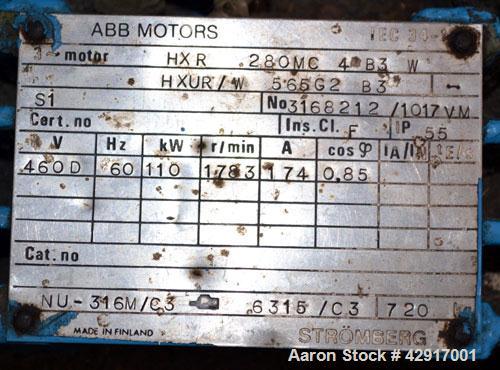 ABB MOTORS IEC 34-1
3~ motor HXR 280MC 4 B3 W
HXUR/W 565G2 B3
S1 No 3168212/1017VM
Cert.no Ins.Cl. F IP 55
V Hz kW r/min A cos φ IA/I
460D 60 110 1783 174 0,85
Cat.no
NU-316M/C3 6315/C3 720
MADE IN FINLAND STRÖMBERG
Aaron Stock # 42917001